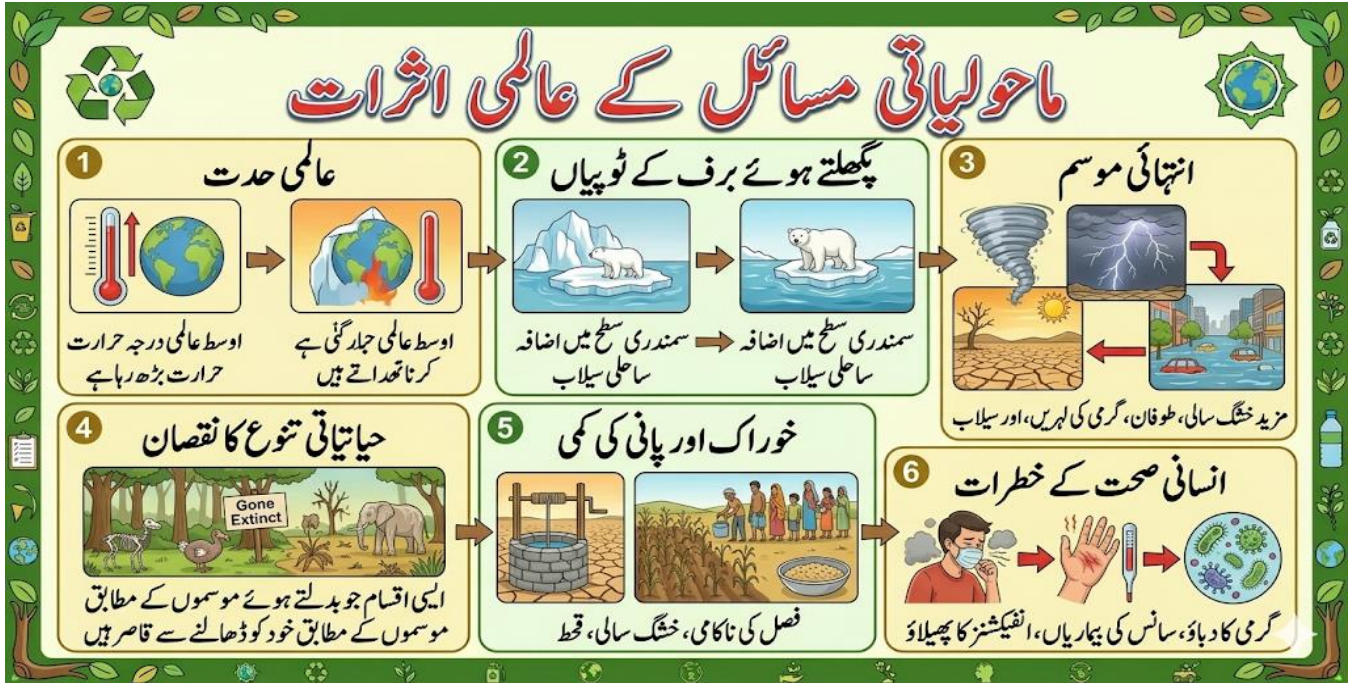 ماحولیاتی مسائل کے عالمی اثرات
1
عالمی حدت
اوسط عالمی درجہ حرارت
حرارت بڑھ رہا ہے
اوسط عالمی جبار گئی ہے
کرناتھداتے ہیں
2
پگھلتے ہوئے برف کے ٹوپیاں
سمندری سطح میں اضافہ
ساحلی سیلاب
سمندری سطح میں اضافہ
ساحلی سیلاب
3
انتہائی موسم
مزید خشگ سالی، طوفان، گرمی کی لہریں، اور سیلاب
4
حیاتیاتی تنوع کا نقصان
Gone
Extinct
ایسی اقسام جو بدلتے ہوئے موسموں کے مطابق
موسموں کے مطابق خود کو ڈھالنے سے قاصر ہیں
5
خوراک اور پانی کی کمی
فصل کی ناکامی، خشگ سالی، قحط
6
انسانی صحت کے خطرات
گرمی کا دباؤ، سانس کی بیماریاں، انفیکشنز کا پھیلاؤ